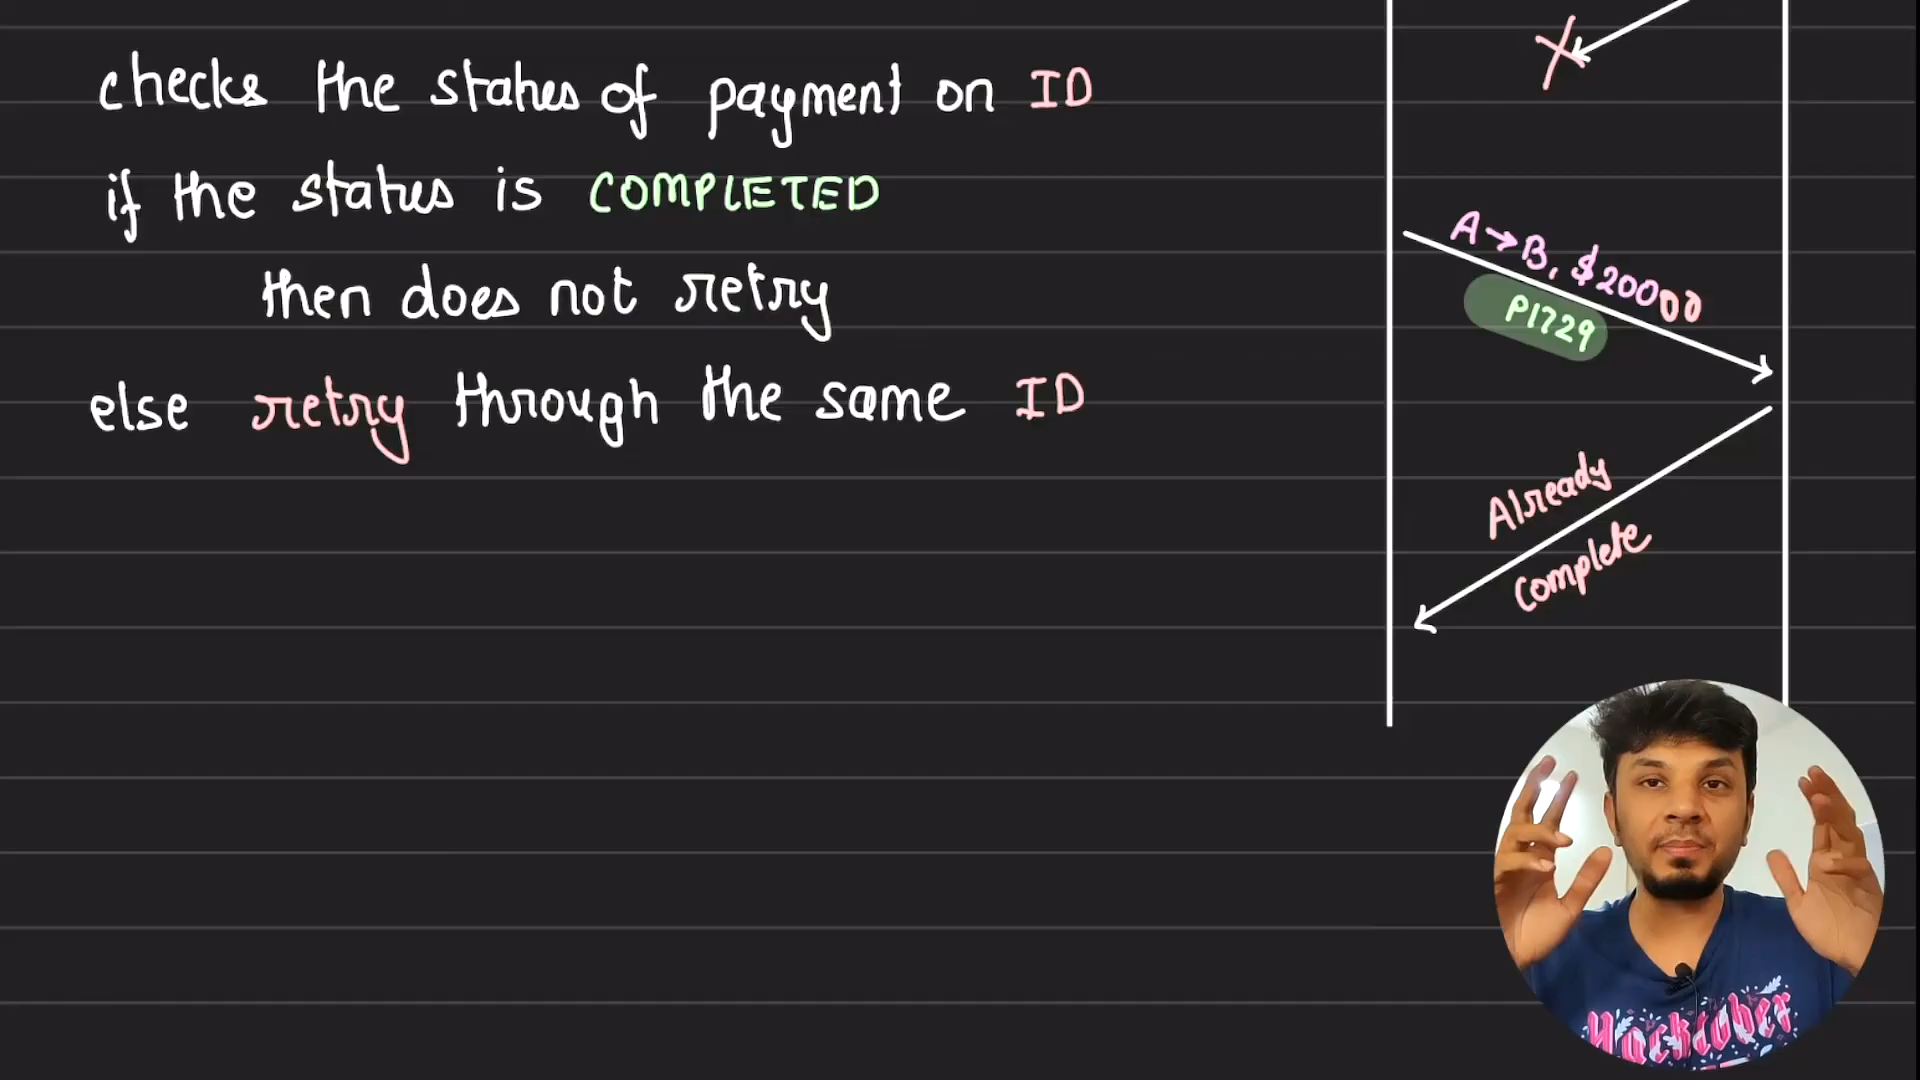 checks the status of payment on ID
if the status is COMPLETED
then does not retry
else retry through the same ID
A→B, $20000
P1729
Already
Complete
Hacktober